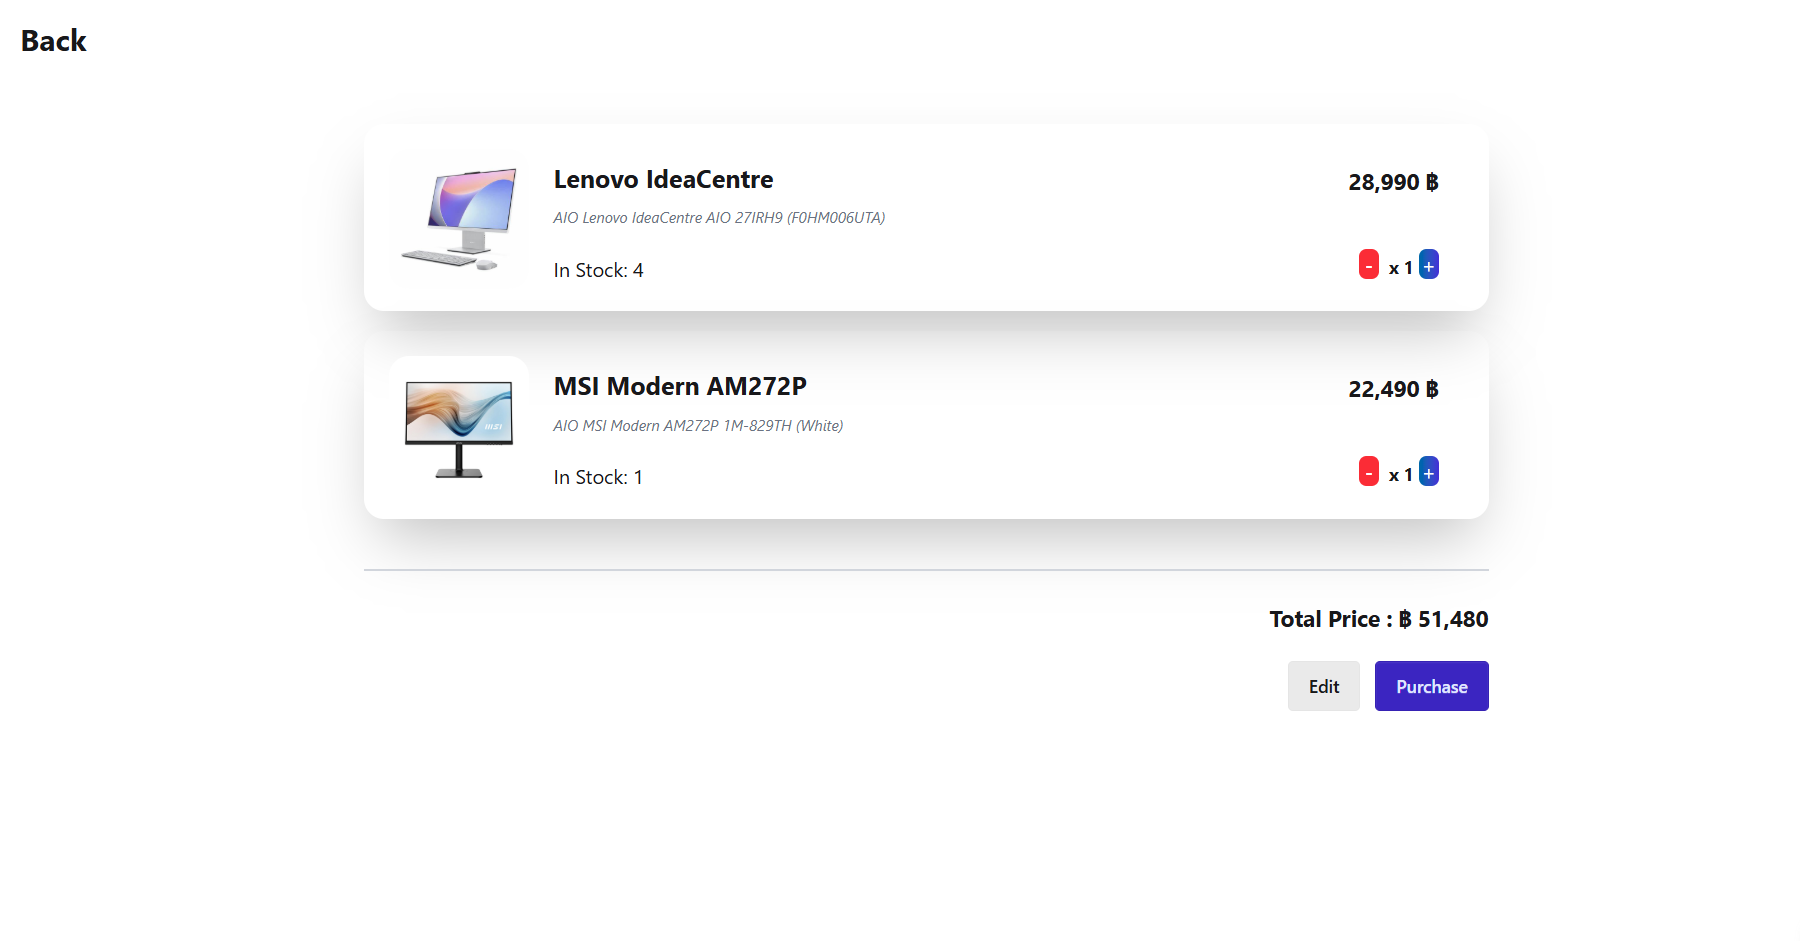 Back
Lenovo IdeaCentre
28,990 ฿
AIO Lenovo IdeaCentre AIO 27IRH9 (F0HM006UTA)
In Stock: 4
- x 1 +
MSI Modern AM272P
22,490 ฿
AIO MSI Modern AM272P 1M-829TH (White)
msi
In Stock: 1
- x 1 +
Total Price : ฿ 51,480
Edit
Purchase